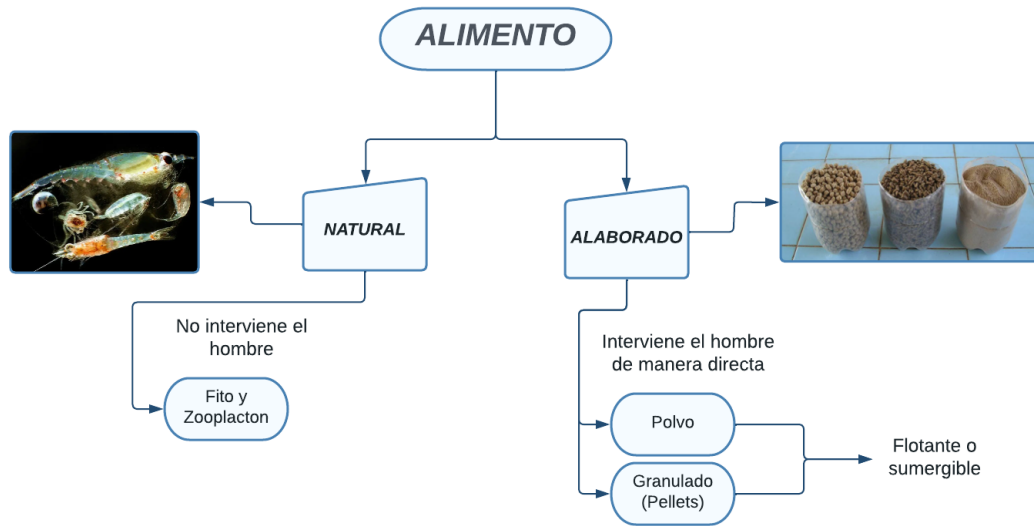 ALIMENTO
NATURAL
ALABORADO
No interviene el
hombre
Fito y
Zooplacton
Interviene el hombre
de manera directa
Polvo
Granulado
(Pellets)
Flotante o
sumergible